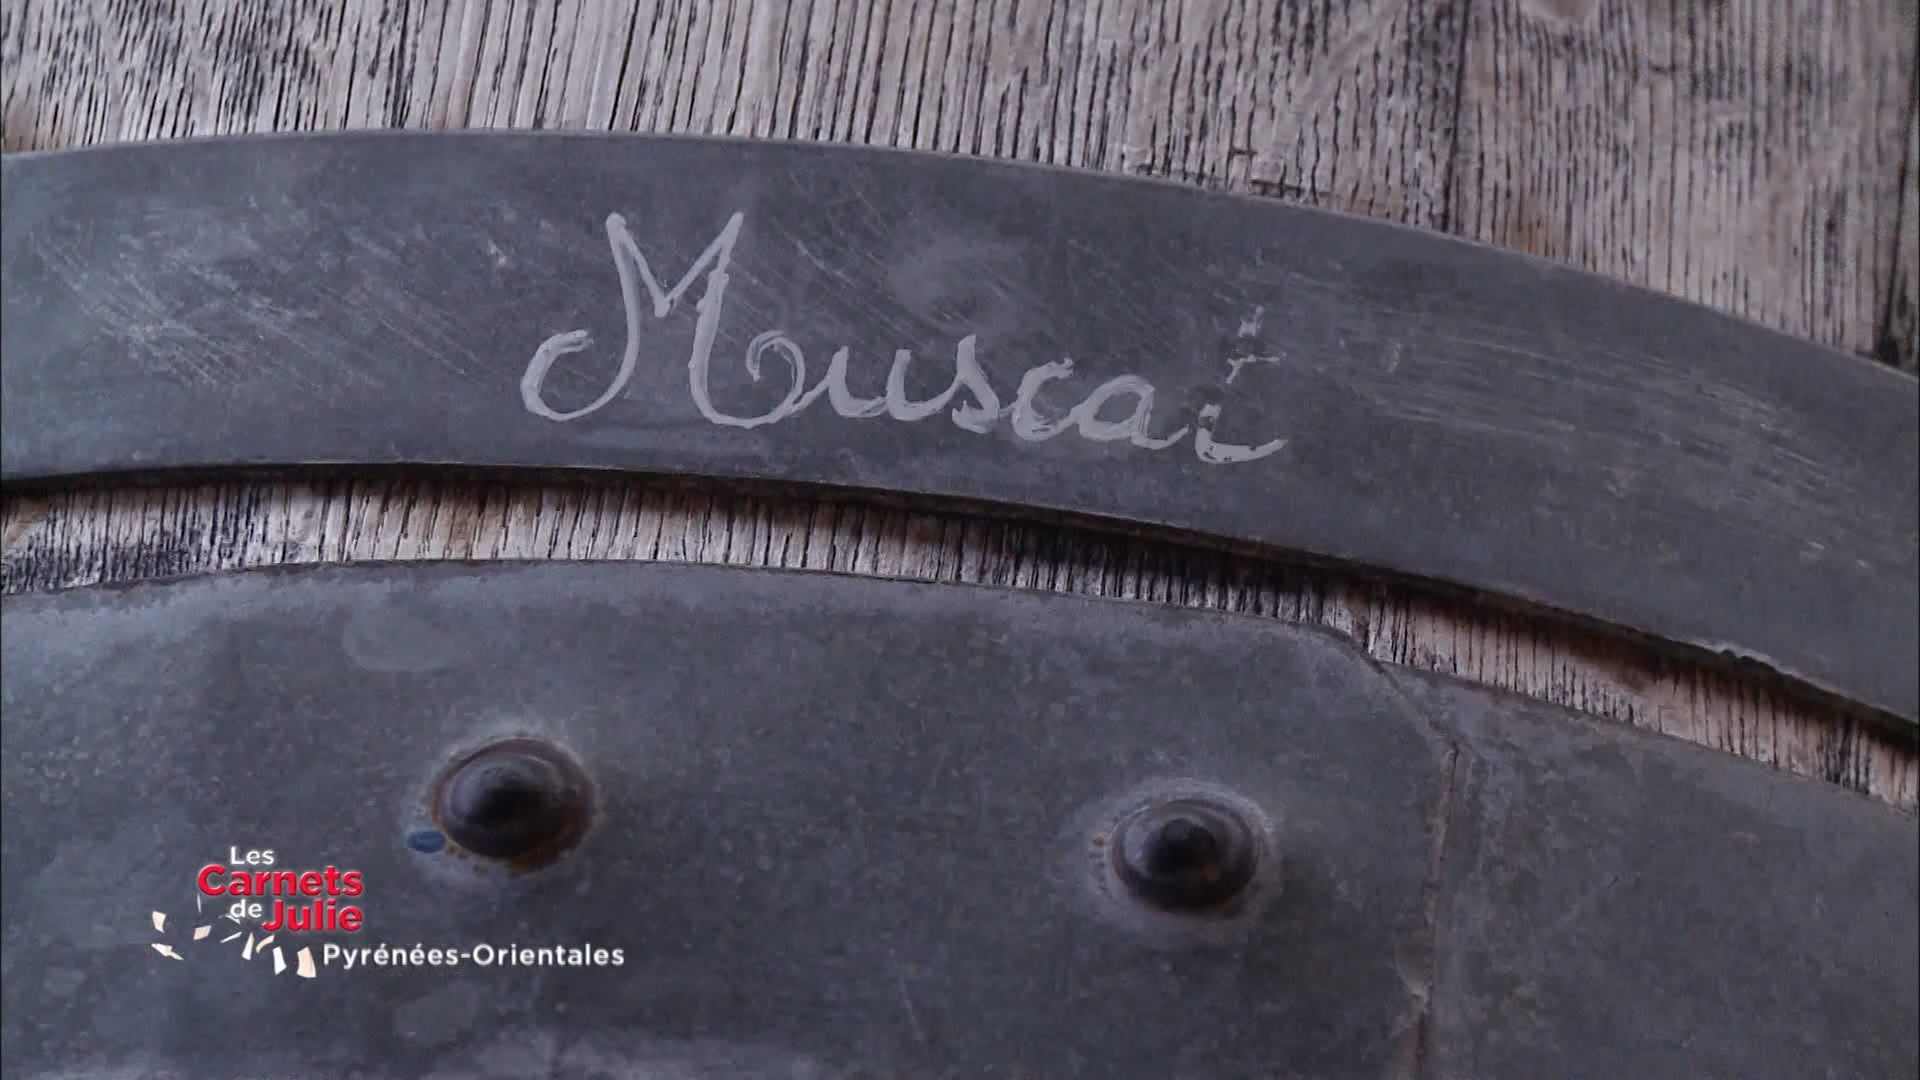 Muscat
Les
Carnets
de Julie
Pyrénées-Orientales